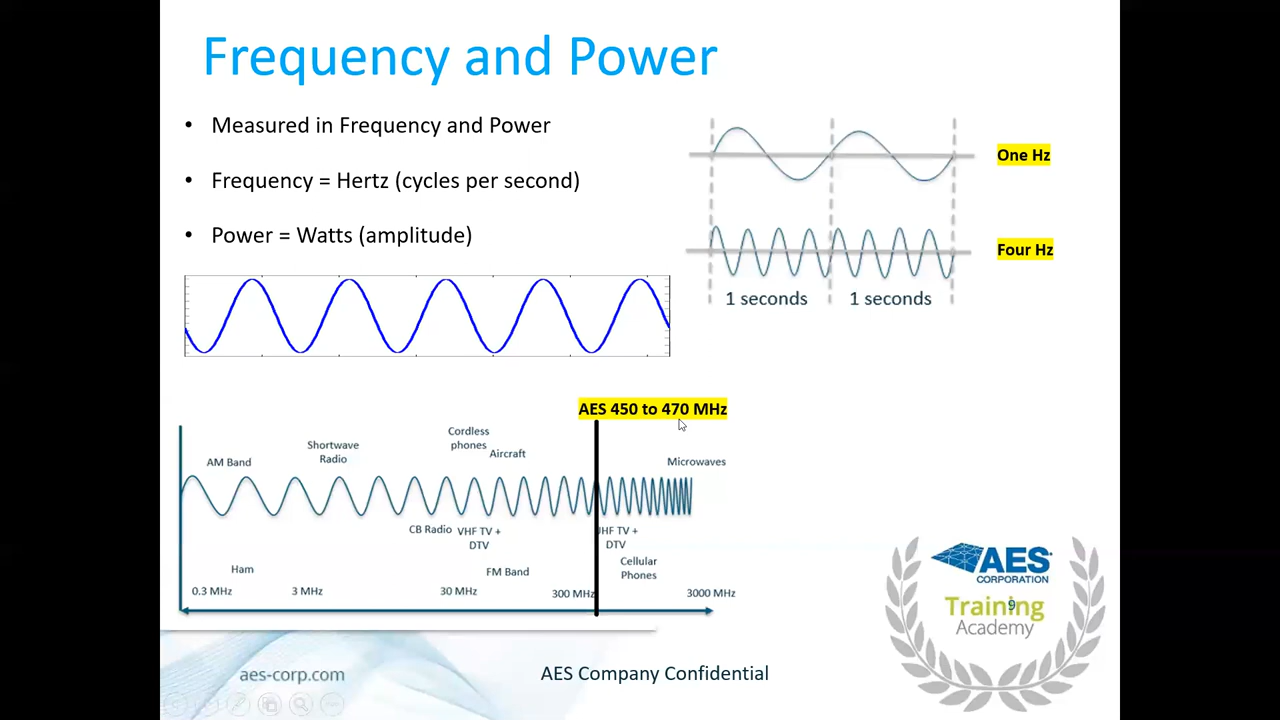 Frequency and Power
• Measured in Frequency and Power
• Frequency = Hertz (cycles per second)
• Power = Watts (amplitude)
One Hz
Four Hz
1 seconds
1 seconds
AES 450 to 470 MHz
AM Band
Shortwave
Radio
Cordless
phones
Aircraft
Microwaves
CB Radio
VHF TV +
DTV
UHF TV +
DTV
Ham
FM Band
Cellular
Phones
0.3 MHz
3 MHz
30 MHz
300 MHz
3000 MHz
AES
CORPORATION
Training
Academy
9
aes-corp.com
AES Company Confidential